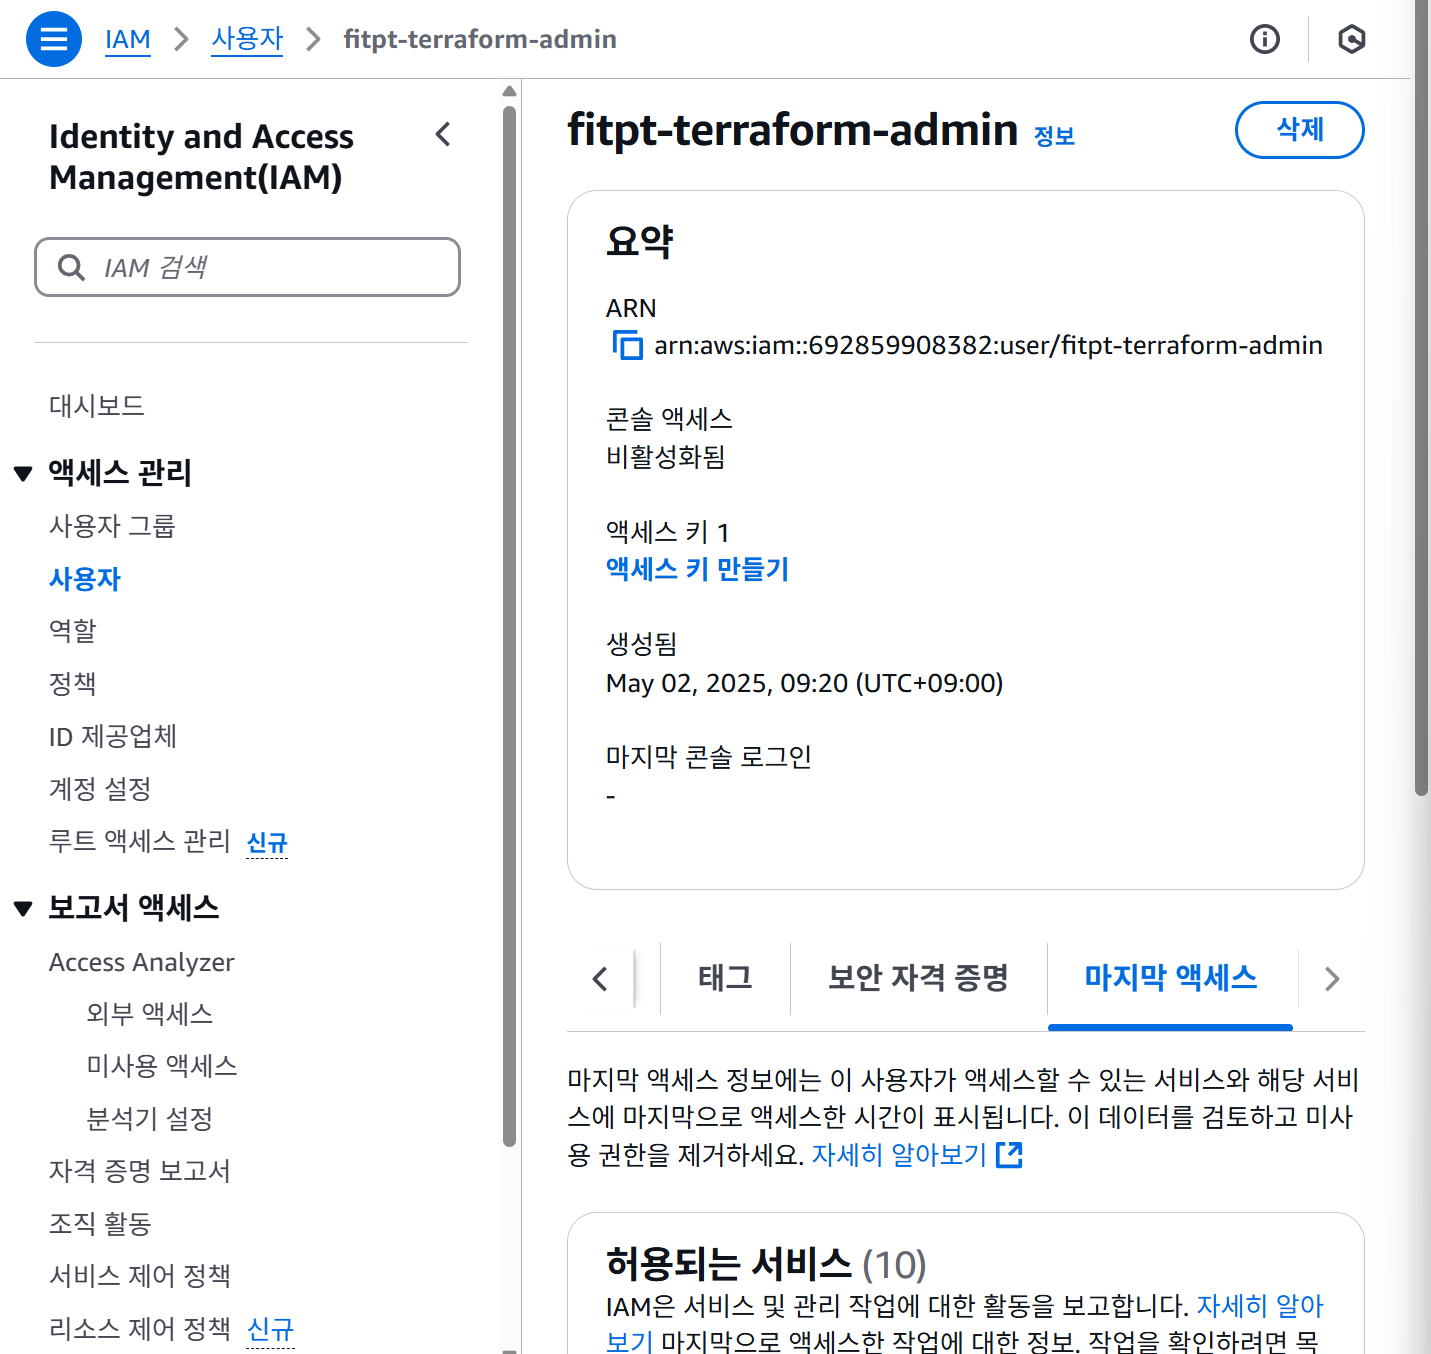 IAM > 사용자 > fitpt-terraform-admin
Identity and Access
Management(IAM)
IAM 검색
대시보드
액세스 관리
사용자 그룹
사용자
역할
정책
ID 제공업체
계정 설정
루트 액세스 관리 신규
보고서 액세스
Access Analyzer
외부 액세스
미사용 액세스
분석기 설정
자격 증명 보고서
조직 활동
서비스 제어 정책
리소스 제어 정책 신규
fitpt-terraform-admin 정보
삭제
요약
ARN
arn:aws:iam::692859908382:user/fitpt-terraform-admin
콘솔 액세스
비활성화됨
액세스 키 1
액세스 키 만들기
생성됨
May 02, 2025, 09:20 (UTC+09:00)
마지막 콘솔 로그인
-
태그 보안 자격 증명 마지막 액세스
마지막 액세스 정보에는 이 사용자가 액세스할 수 있는 서비스와 해당 서비
스에 마지막으로 액세스한 시간이 표시됩니다. 이 데이터를 검토하고 미사
용 권한을 제거하세요. 자세히 알아보기
허용되는 서비스 (10)
IAM은 서비스 및 관리 작업에 대한 활동을 보고합니다. 자세히 알아
보기 마지막으로 액세스한 작업에 대한 정보. 작업을 확인하려면 목